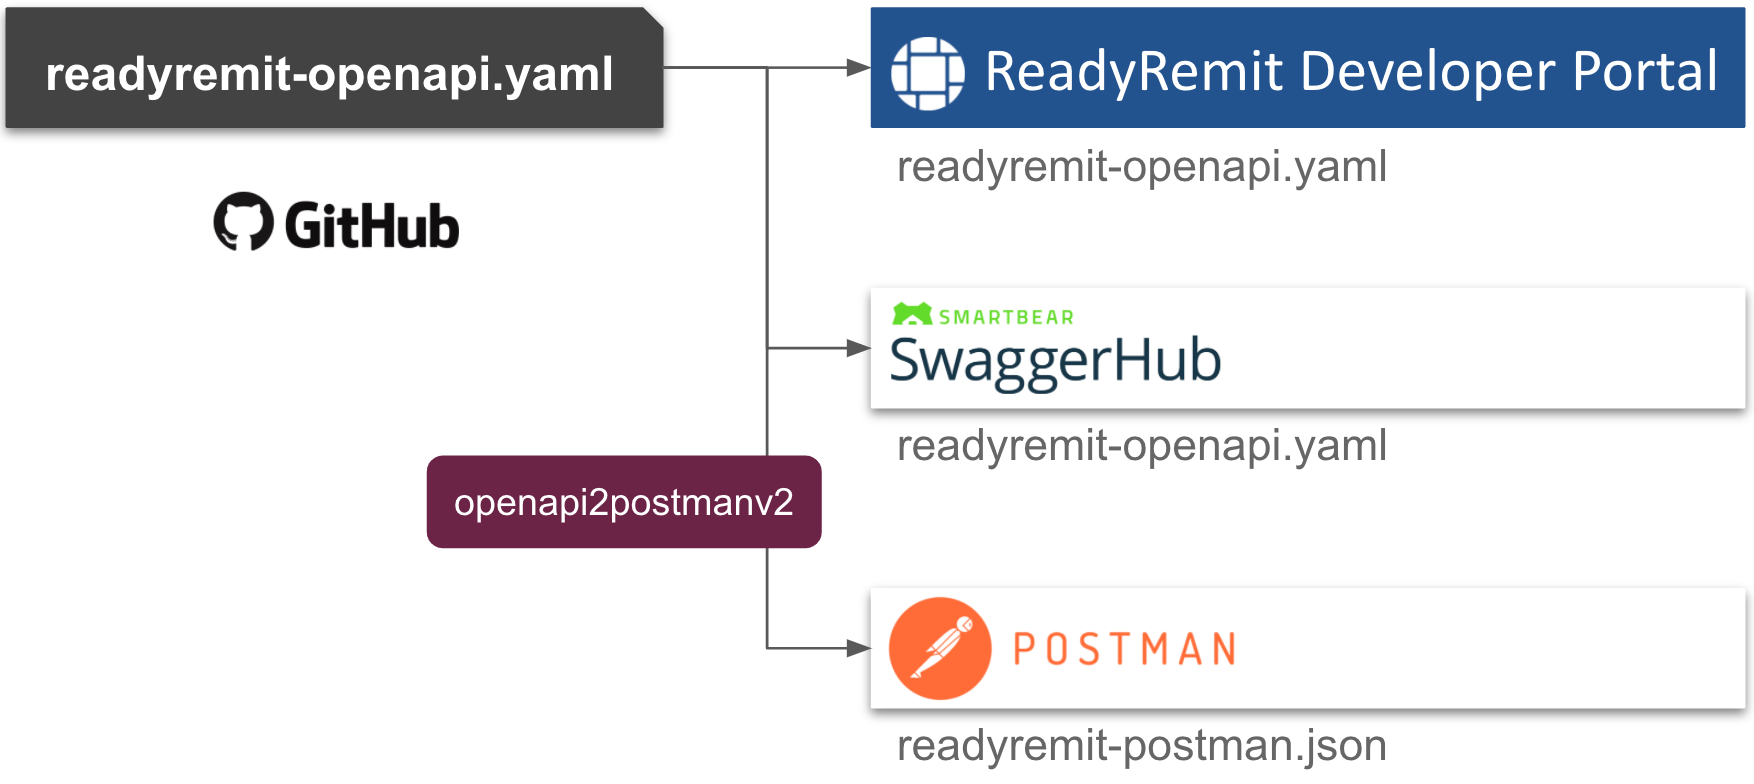 readyremit-openapi.yaml
ReadyRemit Developer Portal
readyremit-openapi.yaml
GitHub
SMARTBEAR
SwaggerHub
readyremit-openapi.yaml
openapi2postmanv2
POSTMAN
readyremit-postman.json